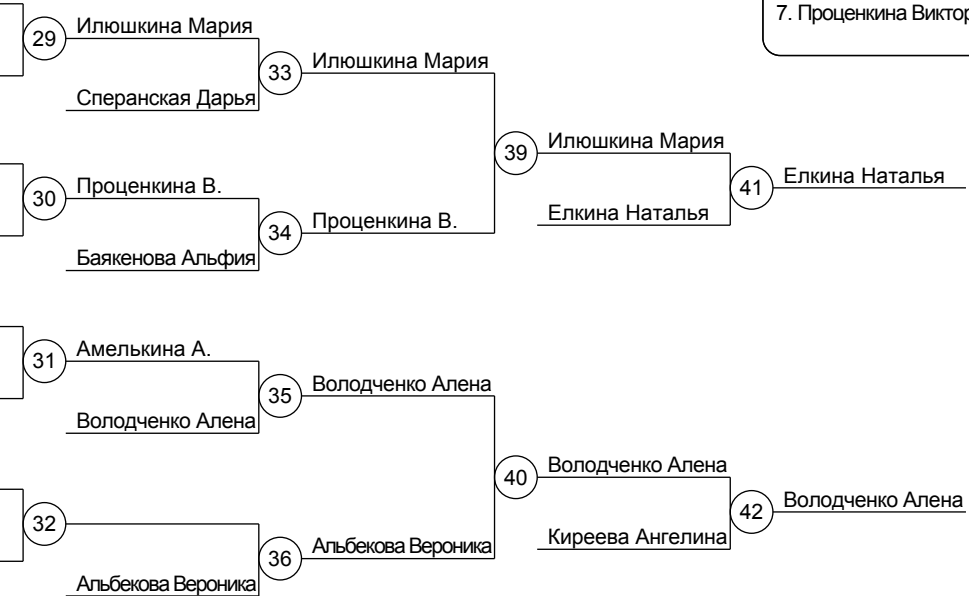 7. Проценкина Виктор
29
Илюшкина Мария
33
Илюшкина Мария
Сперанская Дарья
39
Илюшкина Мария
41
Елкина Наталья
30
Проценкина В.
34
Проценкина В.
Елкина Наталья
Баякенова Альфия
31
Амелькина А.
35
Володченко Алена
Володченко Алена
40
Володченко Алена
42
Володченко Алена
32
36
Альбекова Вероника
Киреева Ангелина
Альбекова Вероника